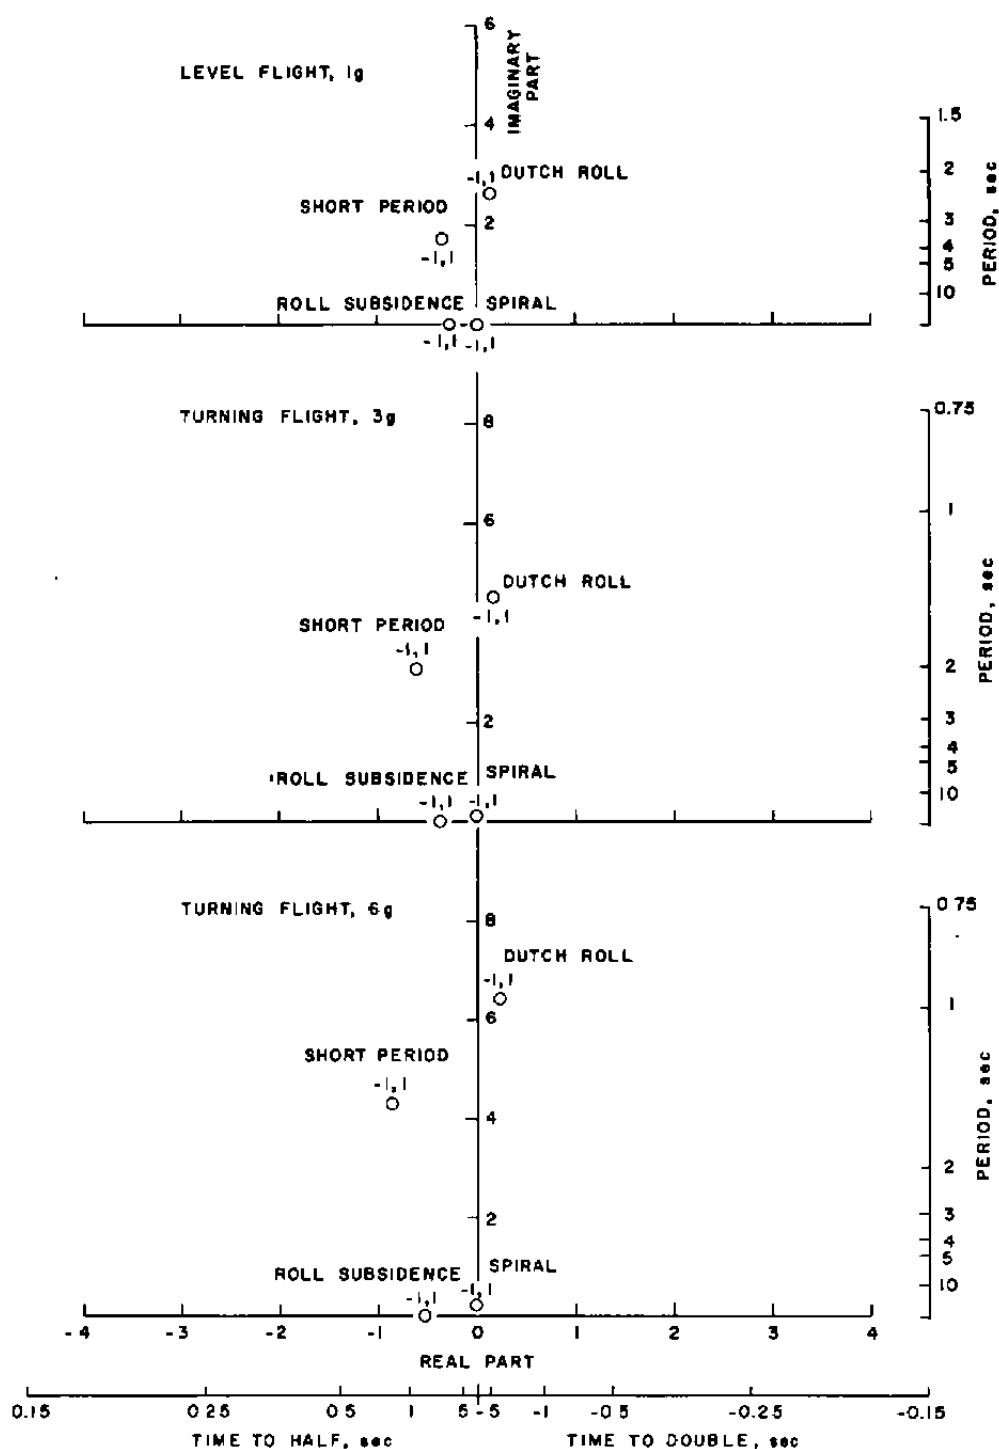 6
IMAGINARY PART
LEVEL FLIGHT, 1g
4
1.5
-1,1 DUTCH ROLL
2
SHORT PERIOD
2
3
-1,1
4
5
PERIOD, sec
10
ROLL SUBSIDENCE SPIRAL
-1,1 -1,1
0.75
TURNING FLIGHT, 3g
8
1
6
DUTCH ROLL
-1,1
SHORT PERIOD
-1,1
2
PERIOD, sec
2
3
4
5
ROLL SUBSIDENCE SPIRAL
10
-1,1 -1,1
TURNING FLIGHT, 6g
8
0.75
DUTCH ROLL
-1,1
6
1
SHORT PERIOD
-1,1
4
PERIOD, sec
2
2
3
4
5
ROLL SUBSIDENCE SPIRAL
10
-1,1 -1,1
-4 -3 -2 -1 0 1 2 3 4
REAL PART
0.15 0.25 0.5 1 5 -5 -1 -0.5 -0.25 -0.15
TIME TO HALF, sec TIME TO DOUBLE, sec